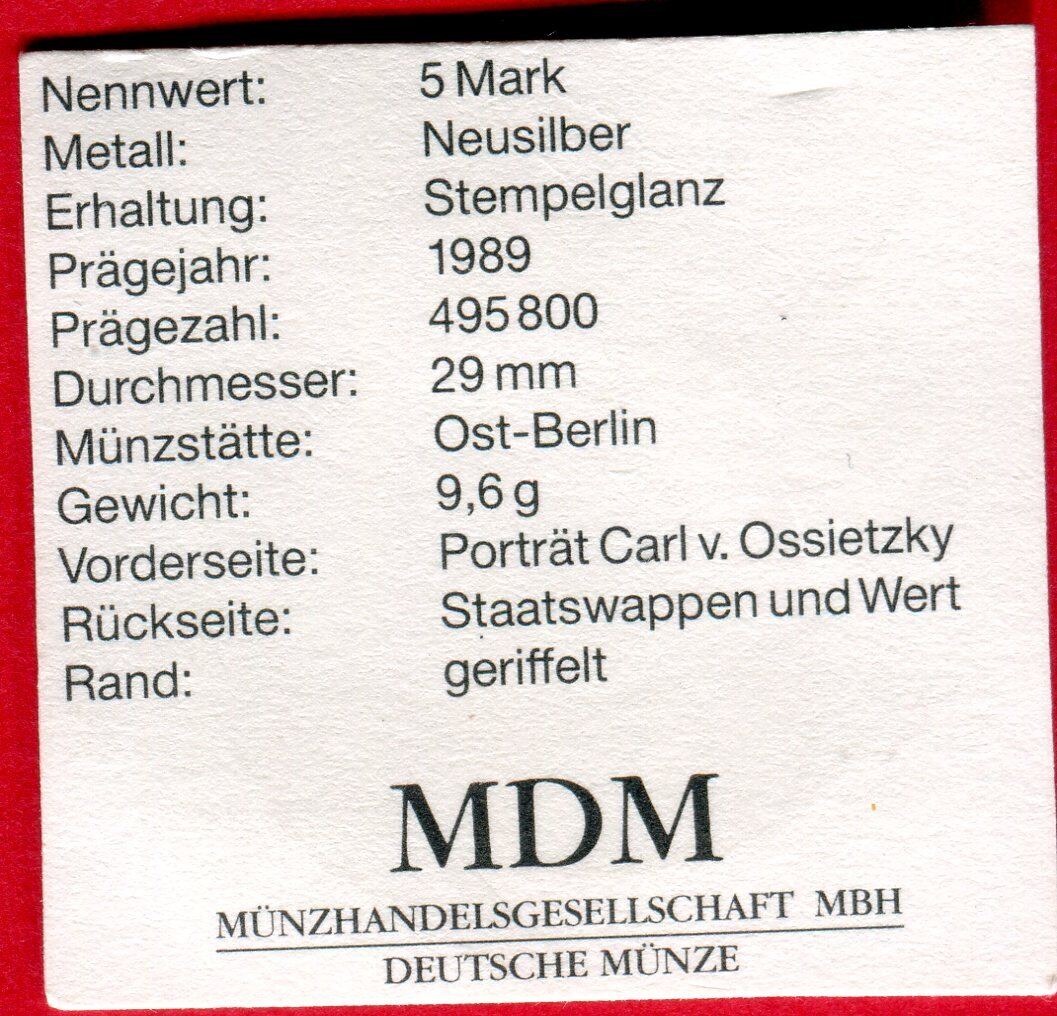 Nennwert: 5 Mark
Metall: Neusilber
Erhaltung: Stempelglanz
Prägejahr: 1989
Prägezahl: 495 800
Durchmesser: 29 mm
Münzstätte: Ost-Berlin
Gewicht: 9,6 g
Vorderseite: Porträt Carl v. Ossietzky
Rückseite: Staatswappen und Wert
Rand: geriffelt
MDM
MÜNZHANDELSGESELLSCHAFT MBH
DEUTSCHE MÜNZE